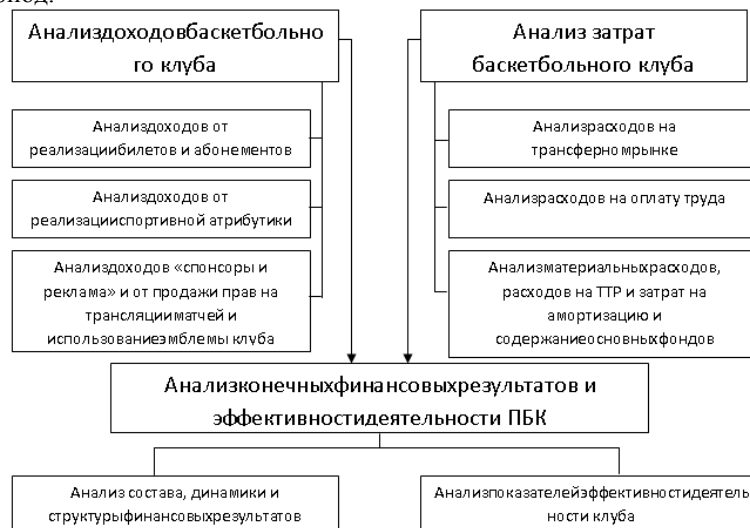 Анализдоходовбаскетбольно
го клуба
Анализ затрат
баскетбольного клуба
Анализдоходов от
реализациибилетов и абонементов
Анализрасходов на
трансферномрынке
Анализдоходов от
реализацииспортивной атрибутики
Анализрасходов на оплату труда
Анализдоходов «спонсоры и
реклама» и от продажи прав на
трансляцииматчей и
использованиеэмблемы клуба
Анализматериальныхрасходов,
расходов на ТТР и затрат на
амортизацию и
содержаниеосновныхфондов
Анализконечныхфинансовыхрезультатов и
эффективностидеятельности ПБК
Анализ состава, динамики и
структурыфинансовыхрезультатов
Анализпоказателейэффективностидеятель
ности клуба